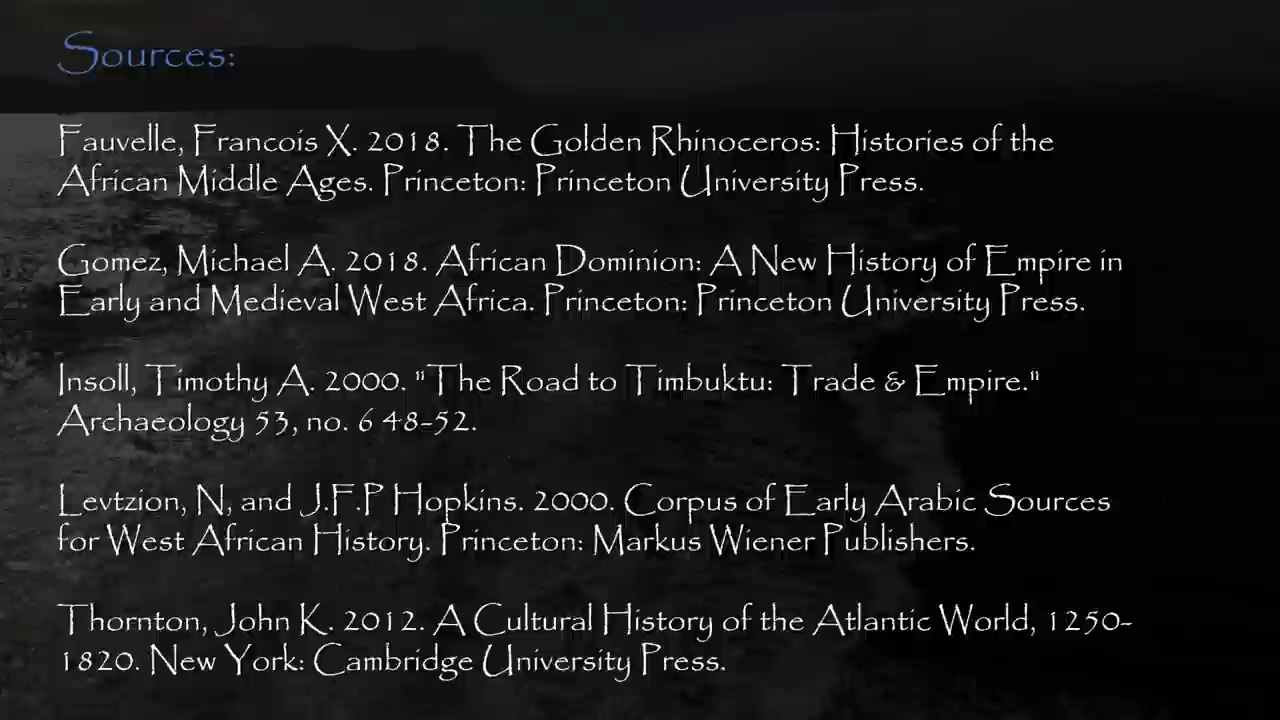 Sources:
Fauvelle, Francois X. 2018. The Golden Rhinoceros: Histories of the
African Middle Ages. Princeton: Princeton University Press.
Gomez, Michael A. 2018. African Dominion: A New History of Empire in
Early and Medieval West Africa. Princeton: Princeton University Press.
Insoll, Timothy A. 2000. "The Road to Timbuktu: Trade & Empire."
Archaeology 53, no. 6 48-52.
Levtzion, N, and J.F.P Hopkins. 2000. Corpus of Early Arabic Sources
for West African History. Princeton: Markus Wiener Publishers.
Thornton, John K. 2012. A Cultural History of the Atlantic World, 1250-
1820. New York: Cambridge University Press.